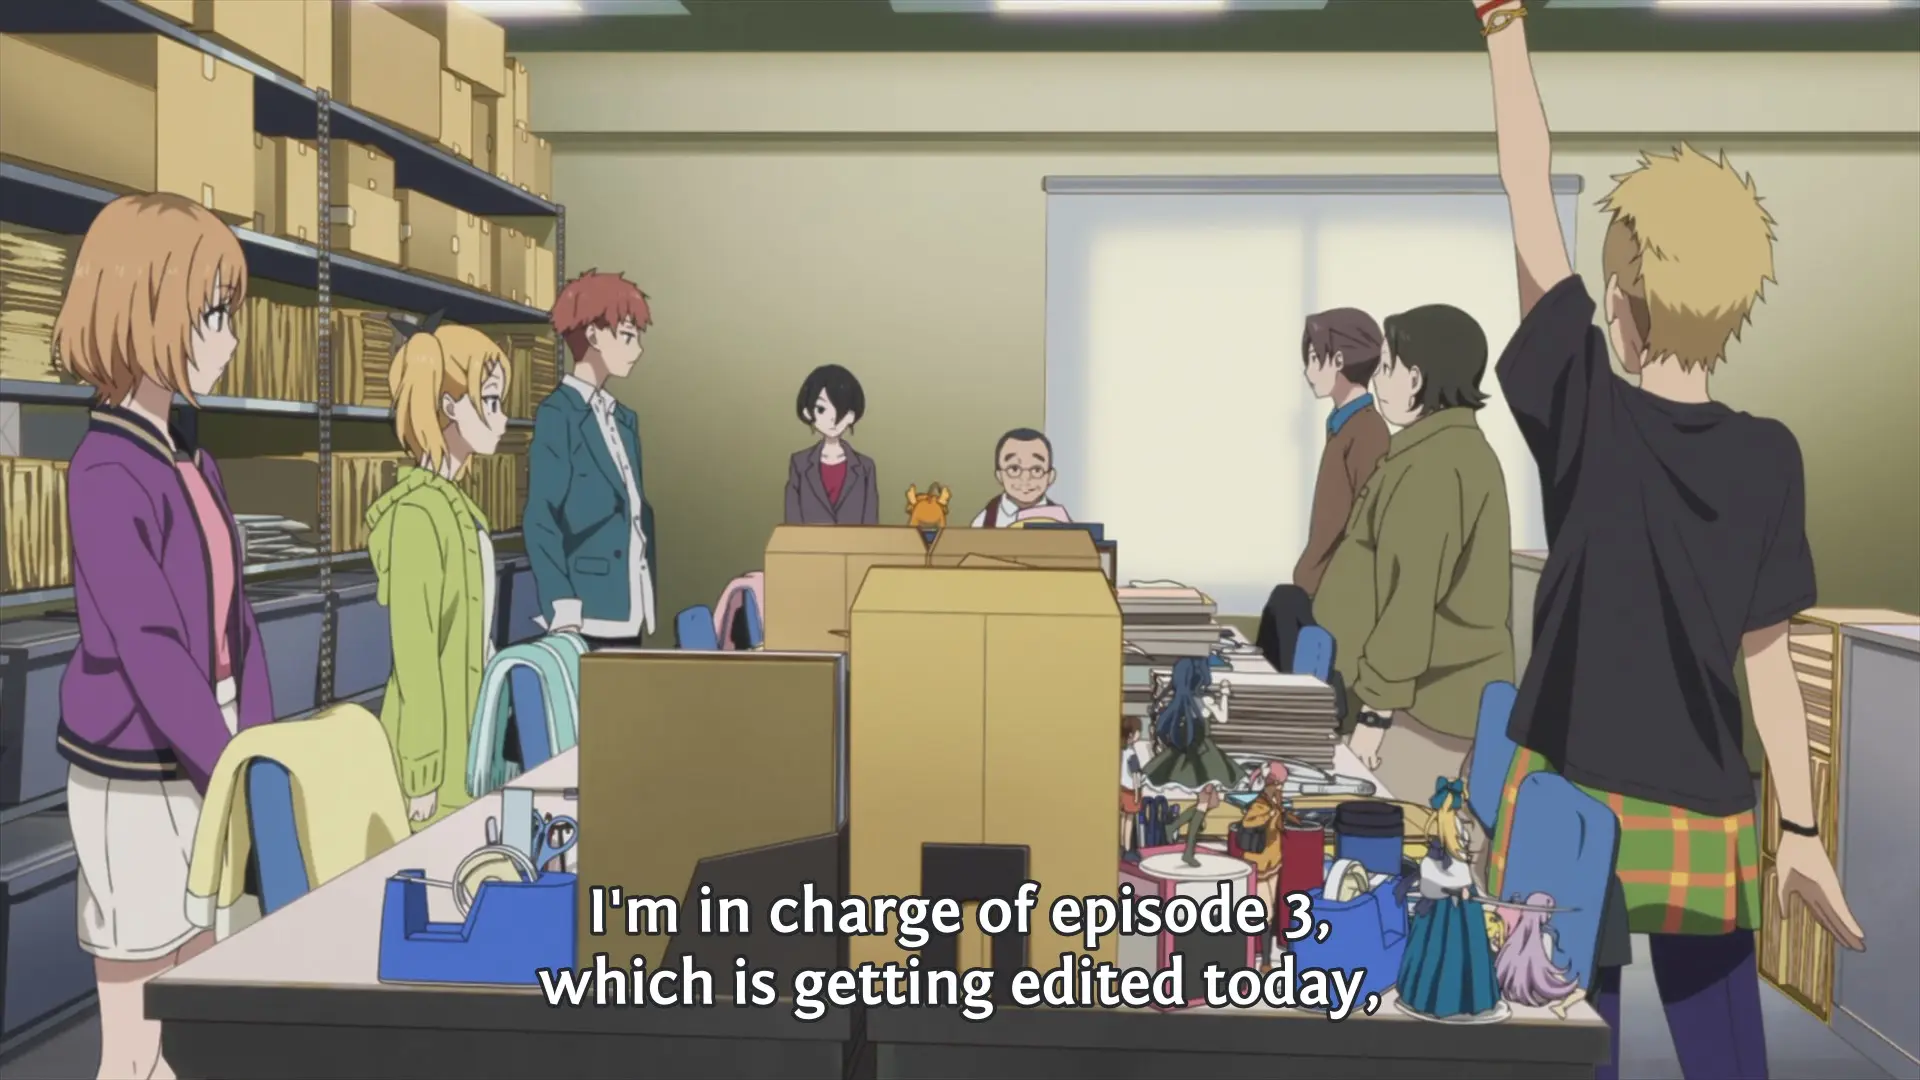 I'm in charge of episode 3,
which is getting edited today,